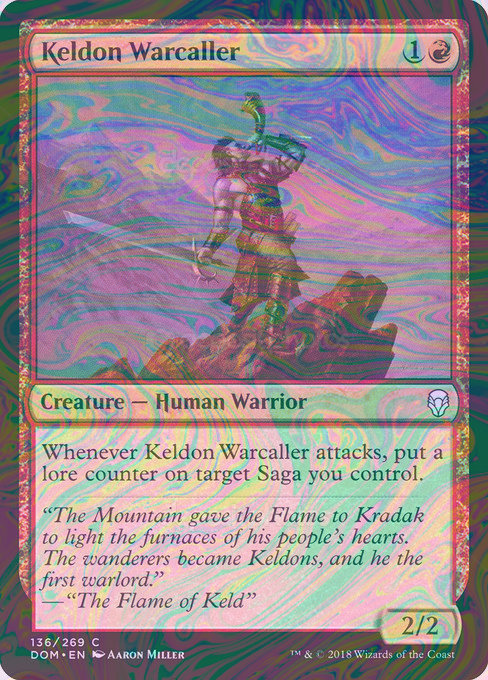 Keldon Warcaller 1
Creature — Human Warrior
Whenever Keldon Warcaller attacks, put a
lore counter on target Saga you control.
“The Mountain gave the Flame to Kradak
to light the furnaces of his people’s hearts.
The wanderers became Keldons, and he the
first warlord.”
—“The Flame of Keld”
2/2
136/269 C
DOM • EN Aaron Miller ™ & © 2018 Wizards of the Coast